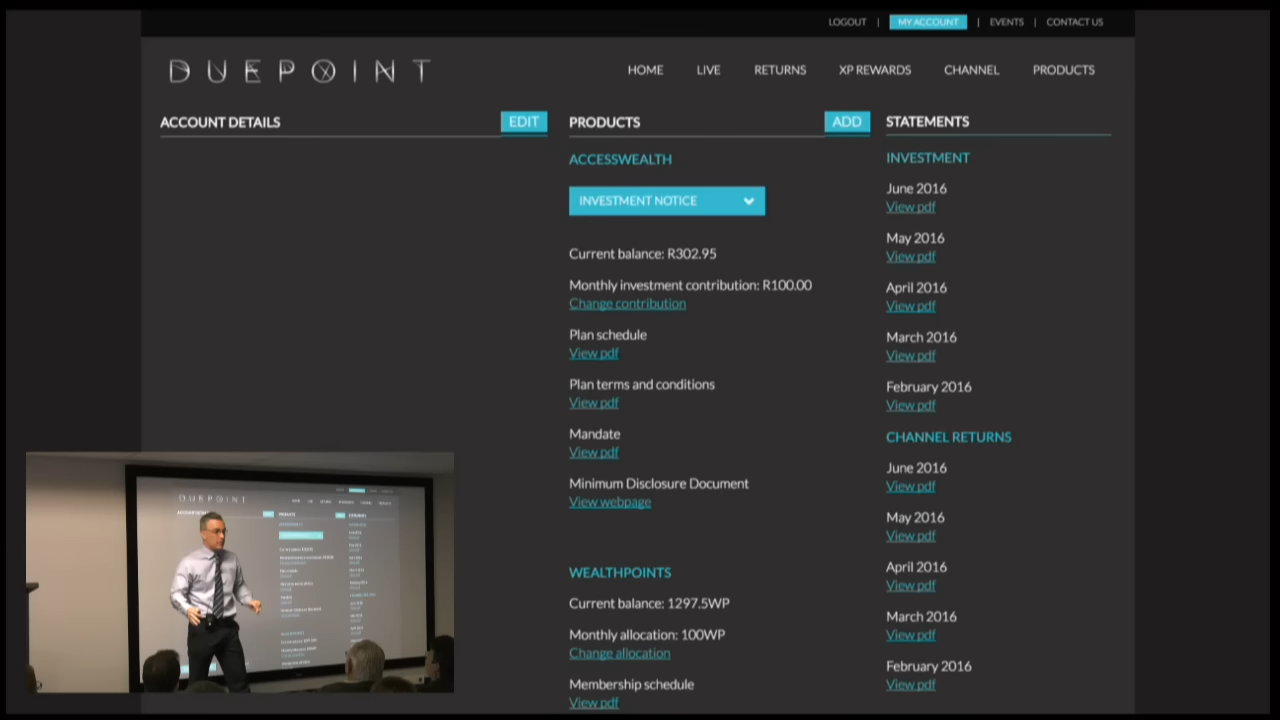 LOGOUT | MY ACCOUNT | EVENTS | CONTACT US
DUEPOINT
HOME LIVE RETURNS XP REWARDS CHANNEL PRODUCTS
ACCOUNT DETAILS EDIT
PRODUCTS ADD
ACCESSWEALTH
INVESTMENT NOTICE
Current balance: R302.95
Monthly investment contribution: R100.00
Change contribution
Plan schedule
View pdf
Plan terms and conditions
View pdf
Mandate
View pdf
Minimum Disclosure Document
View webpage
WEALTHPOINTS
Current balance: 1297.5WP
Monthly allocation: 100WP
Change allocation
Membership schedule
View pdf
STATEMENTS
INVESTMENT
June 2016
View pdf
May 2016
View pdf
April 2016
View pdf
March 2016
View pdf
February 2016
View pdf
CHANNEL RETURNS
June 2016
View pdf
May 2016
View pdf
April 2016
View pdf
March 2016
View pdf
February 2016
View pdf
DUEPOINT